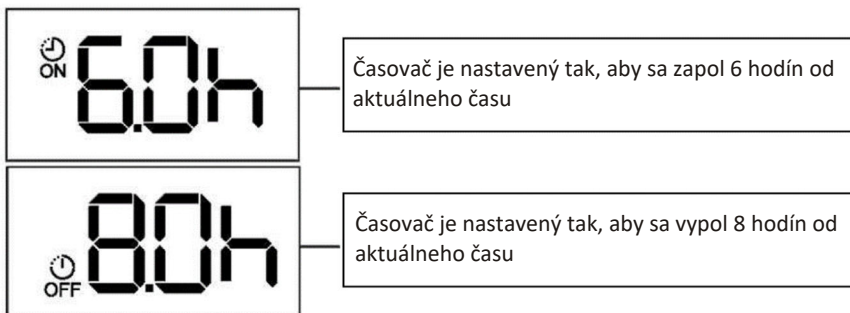 ON
6.0h
Časovač je nastavený tak, aby sa zapol 6 hodín od
aktuálneho času
8.0h
OFF
Časovač je nastavený tak, aby sa vypol 8 hodín od
aktuálneho času